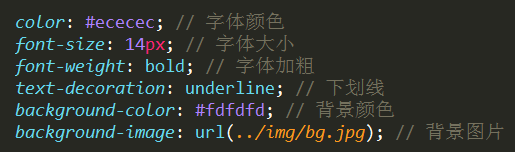 color: #ececec; // 字体颜色
font-size: 14px; // 字体大小
font-weight: bold; // 字体加粗
text-decoration: underline; // 下划线
background-color: #fdfdfd; // 背景颜色
background-image: url(../img/bg.jpg); // 背景图片